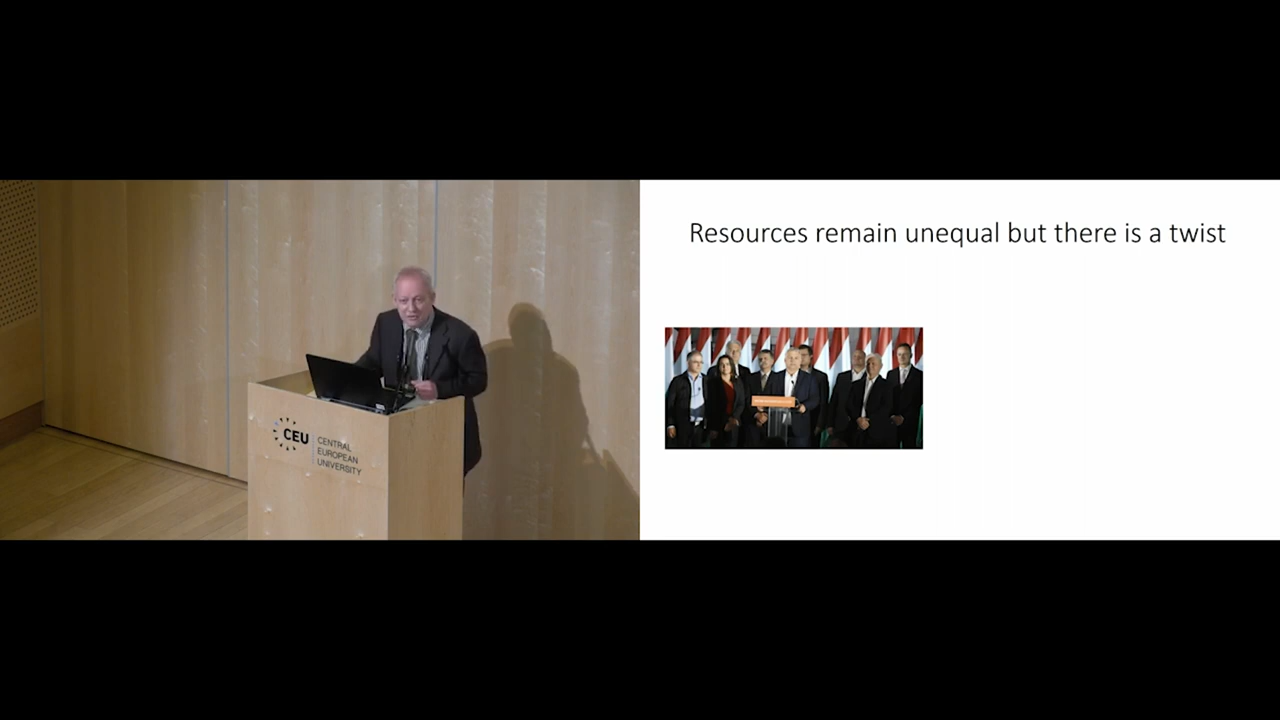 Resources remain unequal but there is a twist
CEU
CENTRAL
EUROPEAN
UNIVERSITY